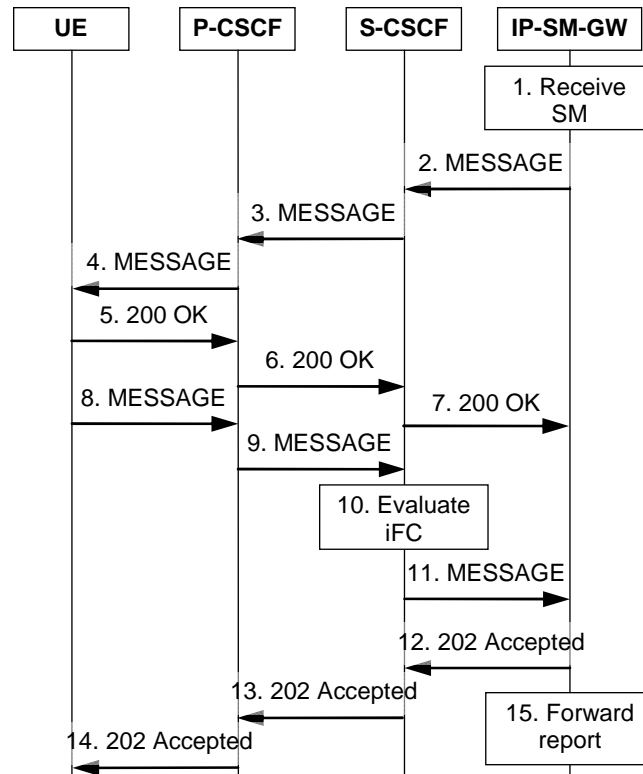 UE
P-CSCF
S-CSCF
IP-SM-GW
1. Receive
SM
2. MESSAGE
3. MESSAGE
4. MESSAGE
5. 200 OK
6. 200 OK
8. MESSAGE
7. 200 OK
9. MESSAGE
10. Evaluate
iFC
11. MESSAGE
12. 202 Accepted
13. 202 Accepted
15. Forward
report
14. 202 Accepted